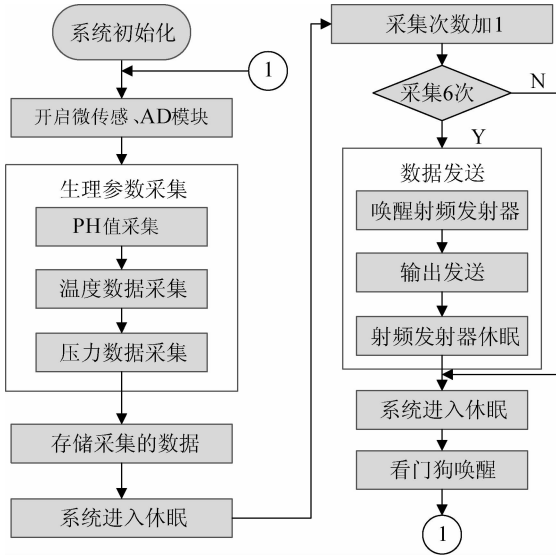 系统初始化
1
开启微传感、AD模块
生理参数采集
PH值采集
温度数据采集
压力数据采集
存储采集的数据
系统进入休眠
采集次数加1
采集6次
N
Y
数据发送
唤醒射频发射器
输出发送
射频发射器休眠
系统进入休眠
看门狗唤醒
1